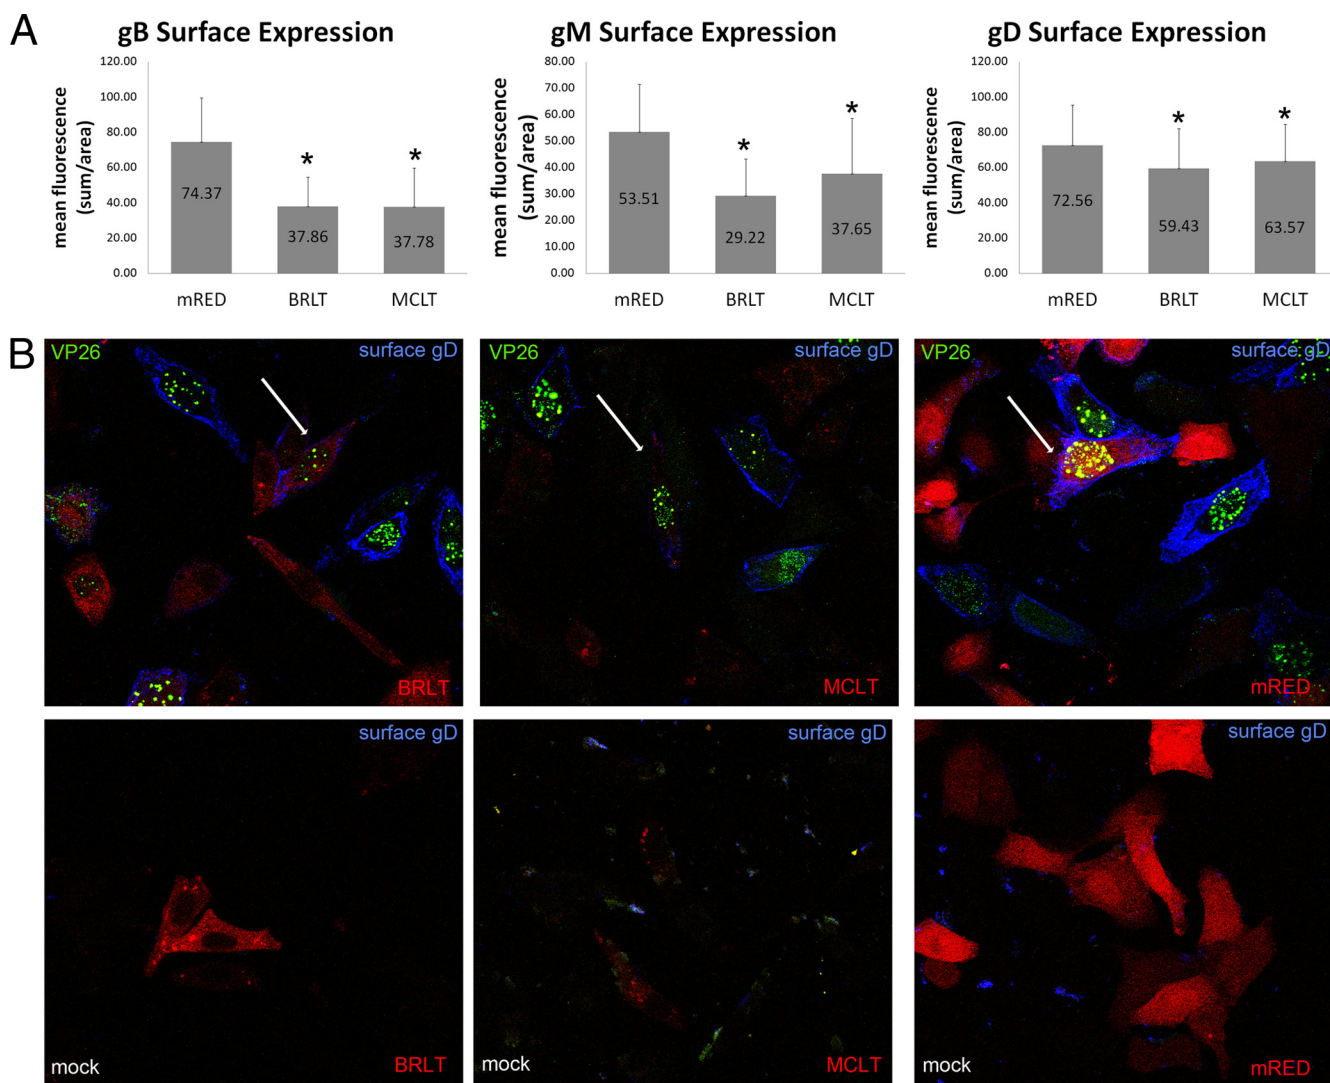 A
gB Surface Expression
mean fluorescence
(sum/area)
120.00
100.00
80.00
60.00
40.00
20.00
0.00
74.37
*
37.86
*
37.78
mRED
BRLT
MCLT
gM Surface Expression
mean fluorescence
(sum/area)
80.00
70.00
60.00
50.00
40.00
30.00
20.00
10.00
0.00
53.51
*
29.22
*
37.65
mRED
BRLT
MCLT
gD Surface Expression
mean fluorescence
(sum/area)
120.00
100.00
80.00
60.00
40.00
20.00
0.00
72.56
*
59.43
*
63.57
mRED
BRLT
MCLT
B
VP26
surface gD
BRLT
VP26
surface gD
MCLT
VP26
surface gD
mRED
surface gD
mock
BRLT
surface gD
mock
MCLT
surface gD
mock
mRED